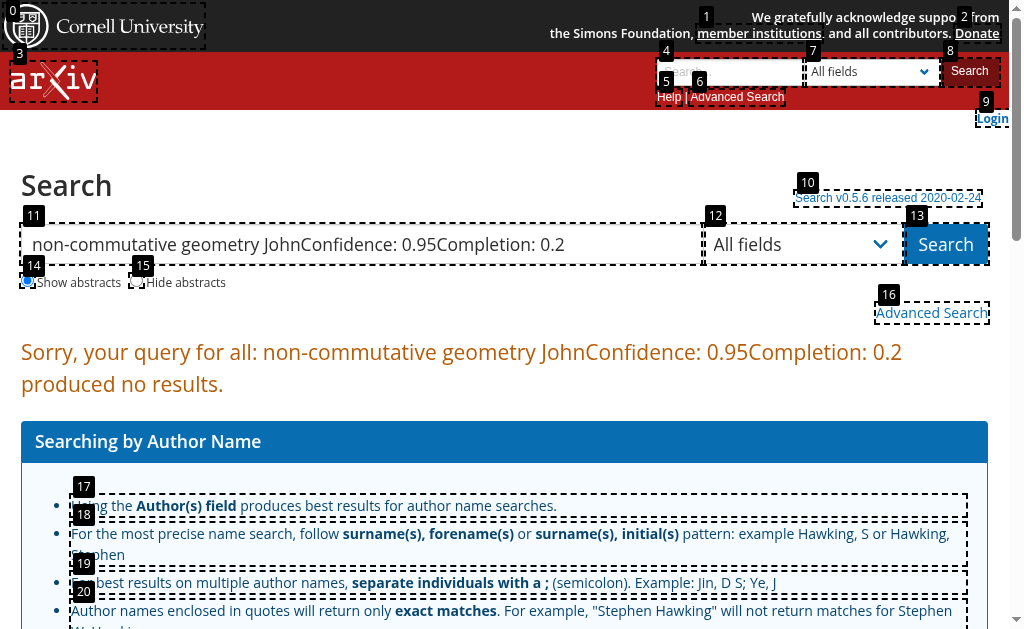 0
Cornell University
1
2
We gratefully acknowledge suppo from
the Simons Foundation, member institutions, and all contributors. Donate
3
arXiv
4
7
8
Search...
All fields
Search
5
6
Help | Advanced Search
9
Login
Search
10
Search v0.5.6 released 2020-02-24
11
12
13
non-commutative geometry JohnConfidence: 0.95Completion: 0.2
All fields
Search
14
15
Show abstracts
Hide abstracts
16
Advanced Search
Sorry, your query for all: non-commutative geometry JohnConfidence: 0.95Completion: 0.2
produced no results.
Searching by Author Name
17
ng the Author(s) field produces best results for author name searches.
18
For the most precise name search, follow surname(s), forename(s) or surname(s), initial(s) pattern: example Hawking, S or Hawking,
Stephen
19
For best results on multiple author names, separate individuals with a ; (semicolon). Example: Jin, D S; Ye, J
20
Author names enclosed in quotes will return only exact matches. For example, "Stephen Hawking" will not return matches for Stephen